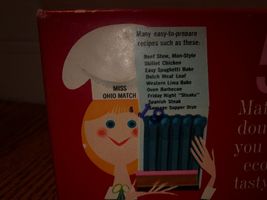 Many easy-to-prepare
recipes such as these:
Beef Stew, Man-Style
Skillet Chicken
Easy Spaghetti Bake
Dutch Meat Loaf
Western Lima Bake
Oven Barbecue
Friday Night "Steaks"
Spanish Steak
Sausage Supper Dish
MISS
OHIO MATCH
Ma
dou
you
eco
tasty